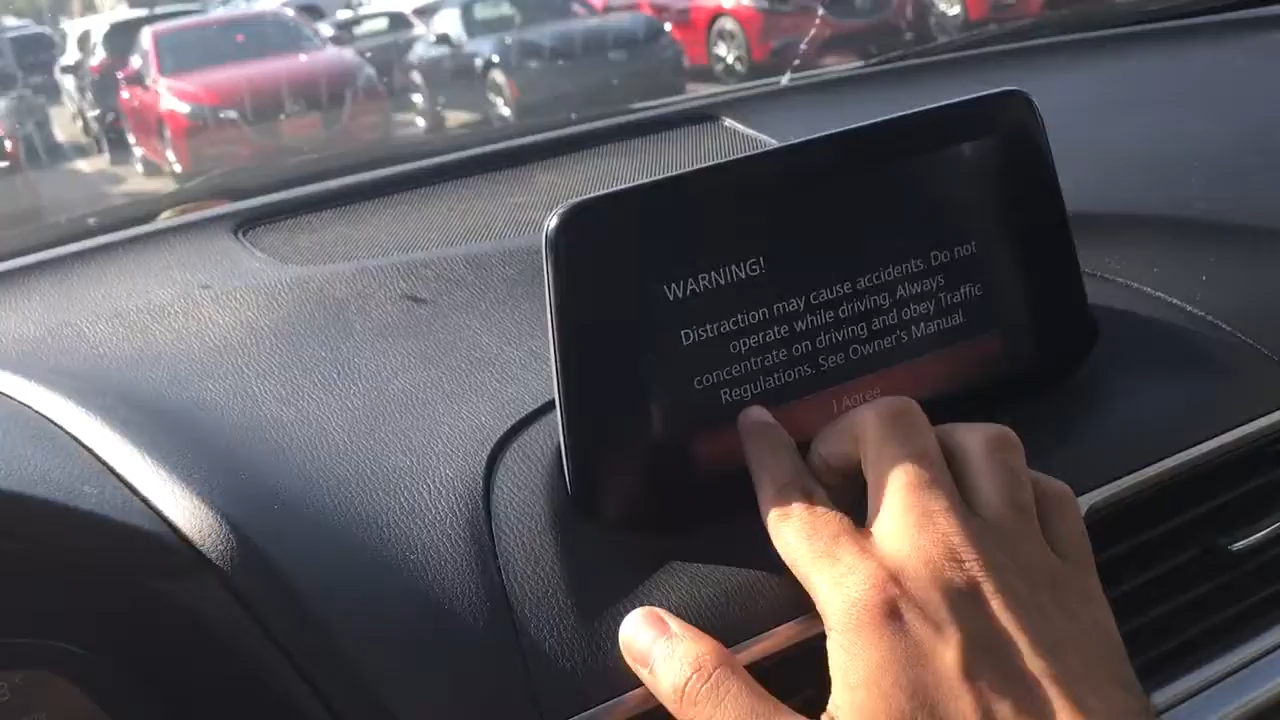 WARNING!
Distraction may cause accidents. Do not
operate while driving. Always
concentrate on driving and obey Traffic
Regulations. See Owner's Manual.
I Agree